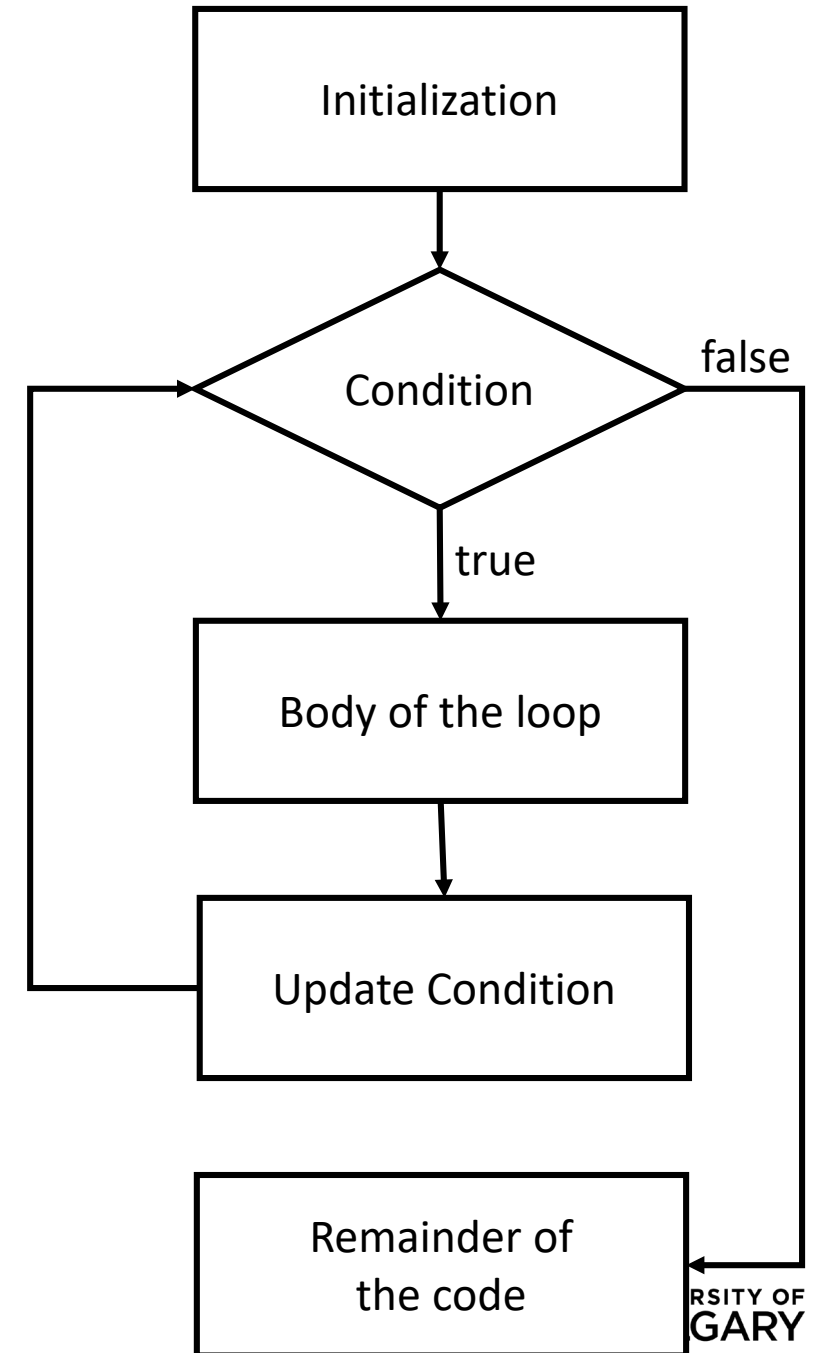 Initialization
Condition
false
true
Body of the loop
Update Condition
Remainder of
the code
RSITY OF
GARY